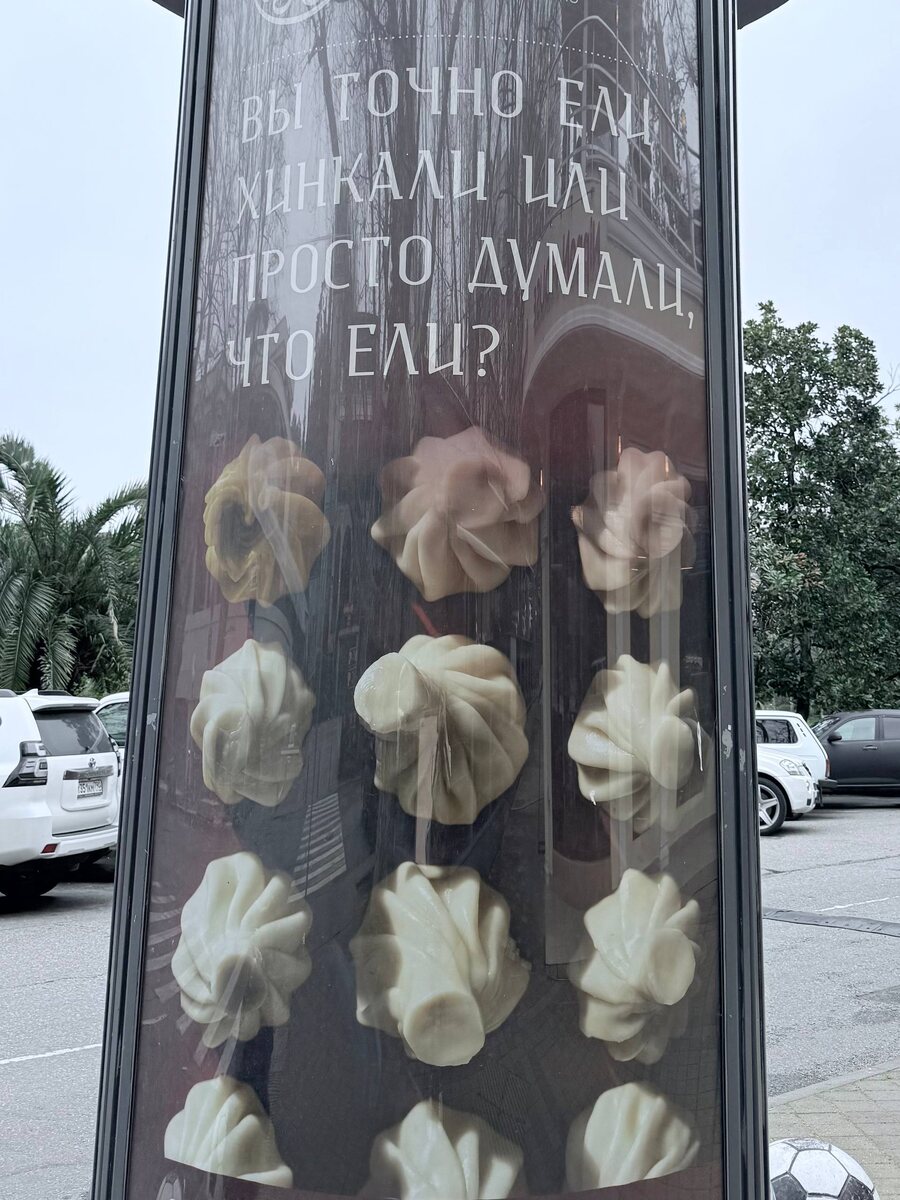 ВЫ ТОЧНО ЕЛИ
ХИНКАЛИ ИЛИ
ПРОСТО ДУМАЛИ,
ЧТО ЕЛИ?